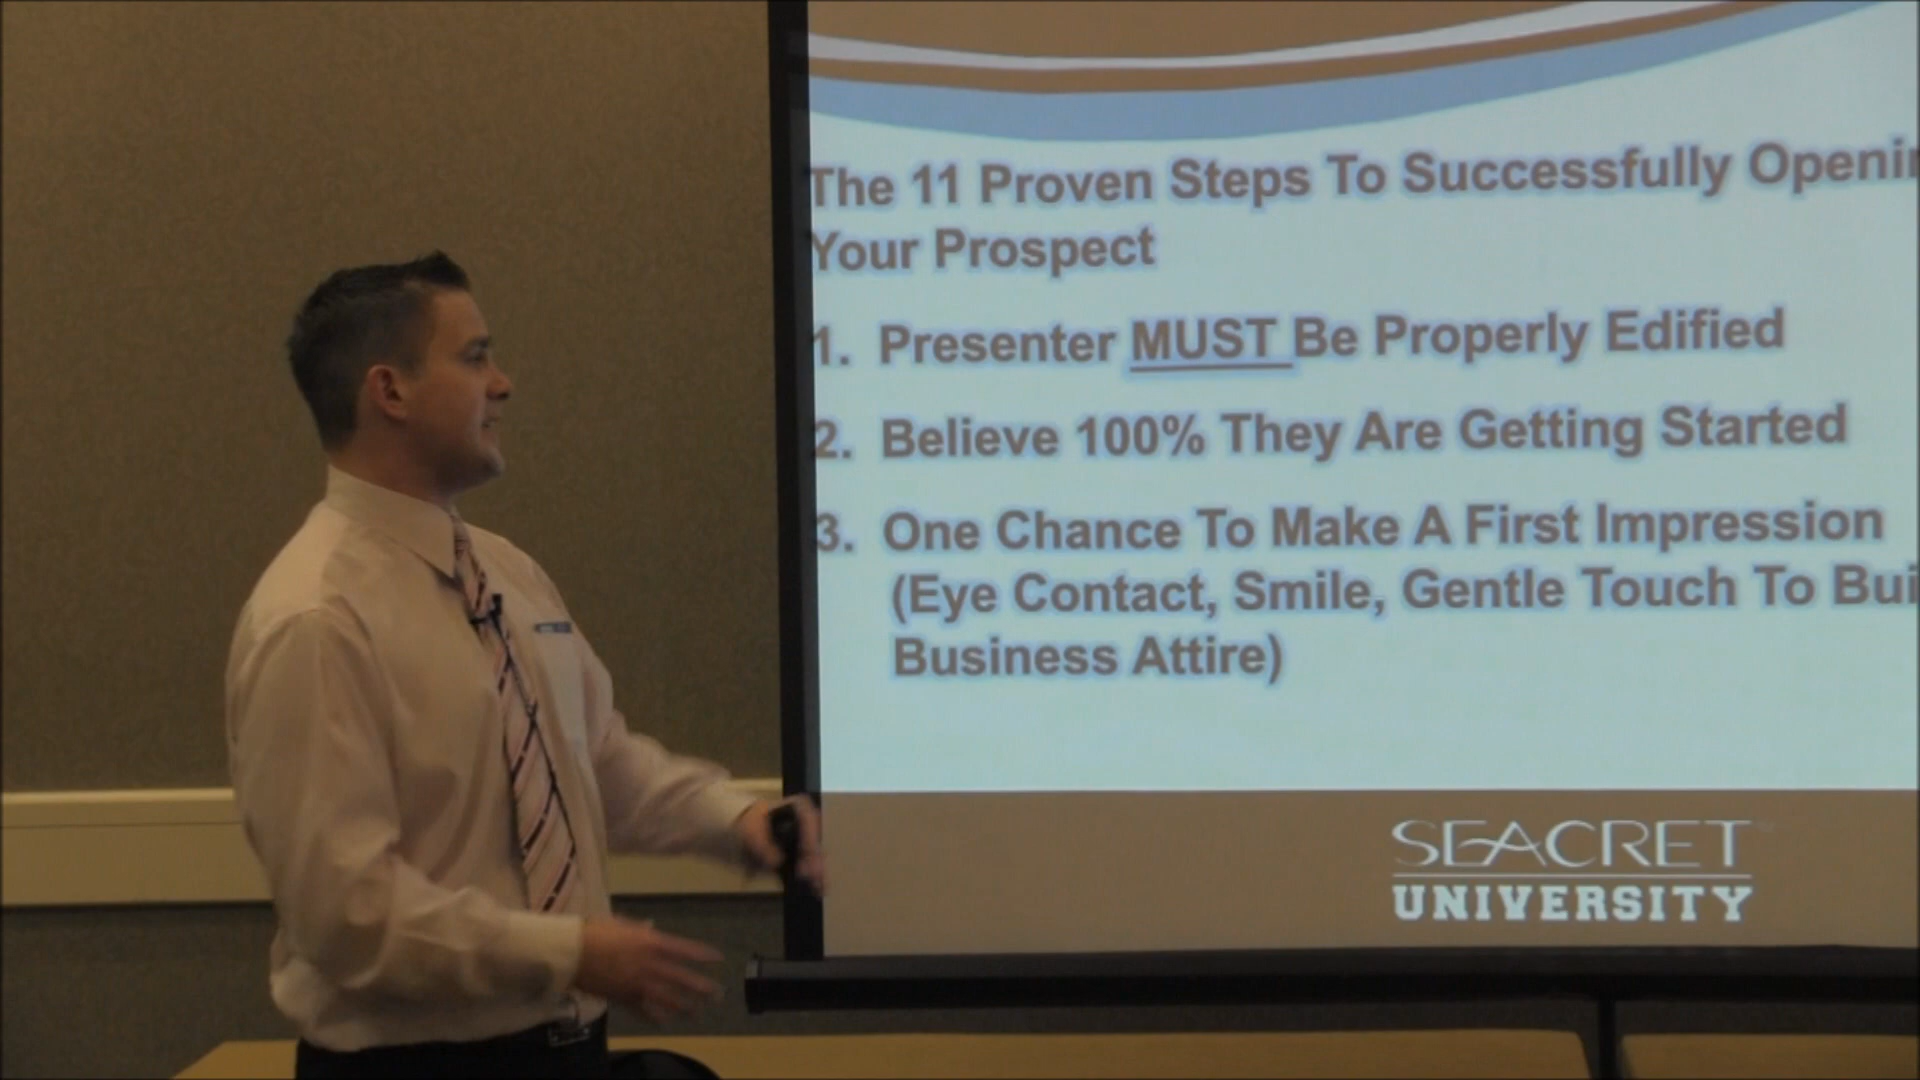 The 11 Proven Steps To Successfully
Your Prospect
1. Presenter MUST Be Properly Edified
2. Believe 100% They Are Getting Started
3. One Chance To Make A First Impression
(Eye Contact, Smile, Gentle Touch To
Business Attire)
SEACRET
UNIVERSITY